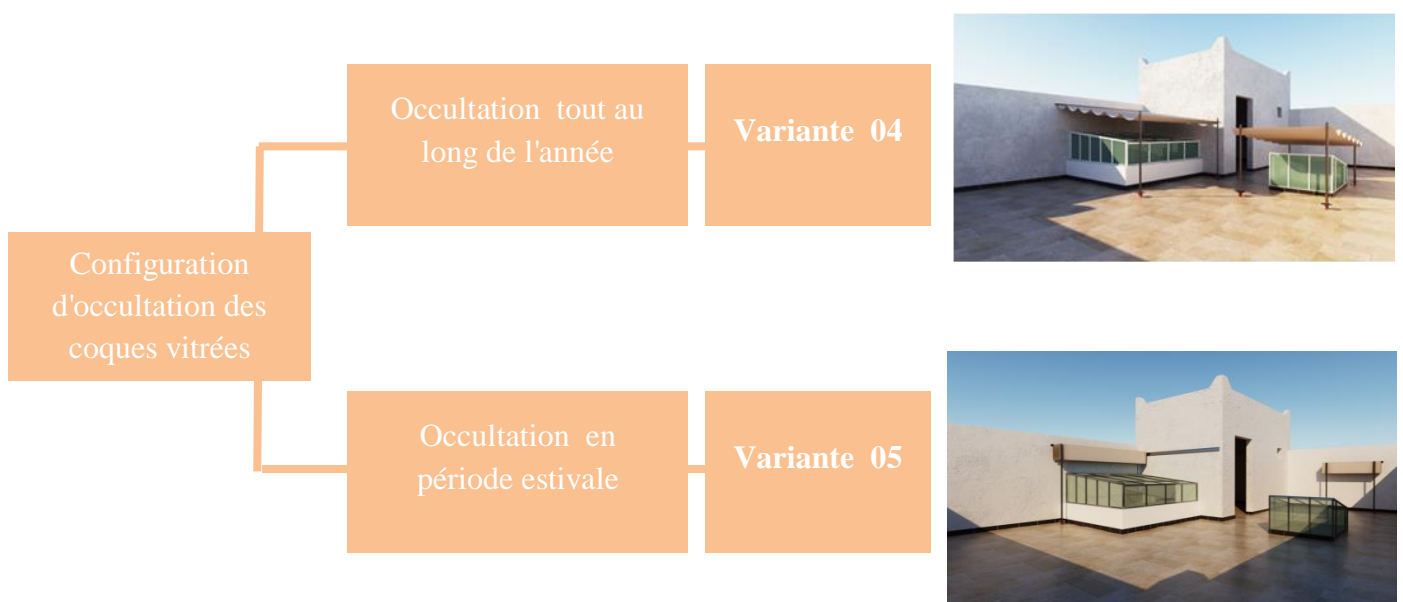 Configuration
d'occultation des
coques vitrées
Occultation tout au
long de l'année
Variante 04
Occultation en
période estivale
Variante 05